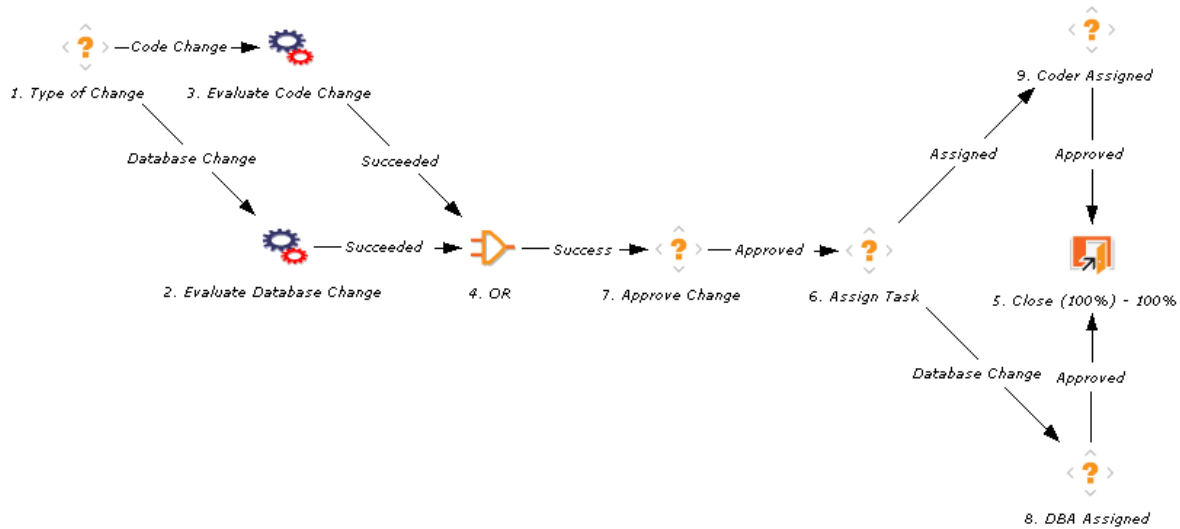 Code Change
9. Coder Assigned
1. Type of Change
3. Evaluate Code Change
Database Change
Succeeded
Assigned
Approved
Succeeded
Success
Approved
2. Evaluate Database Change
4. OR
7. Approve Change
6. Assign Task
5. Close (100%) - 100%
Database Change
Approved
8. DBA Assigned